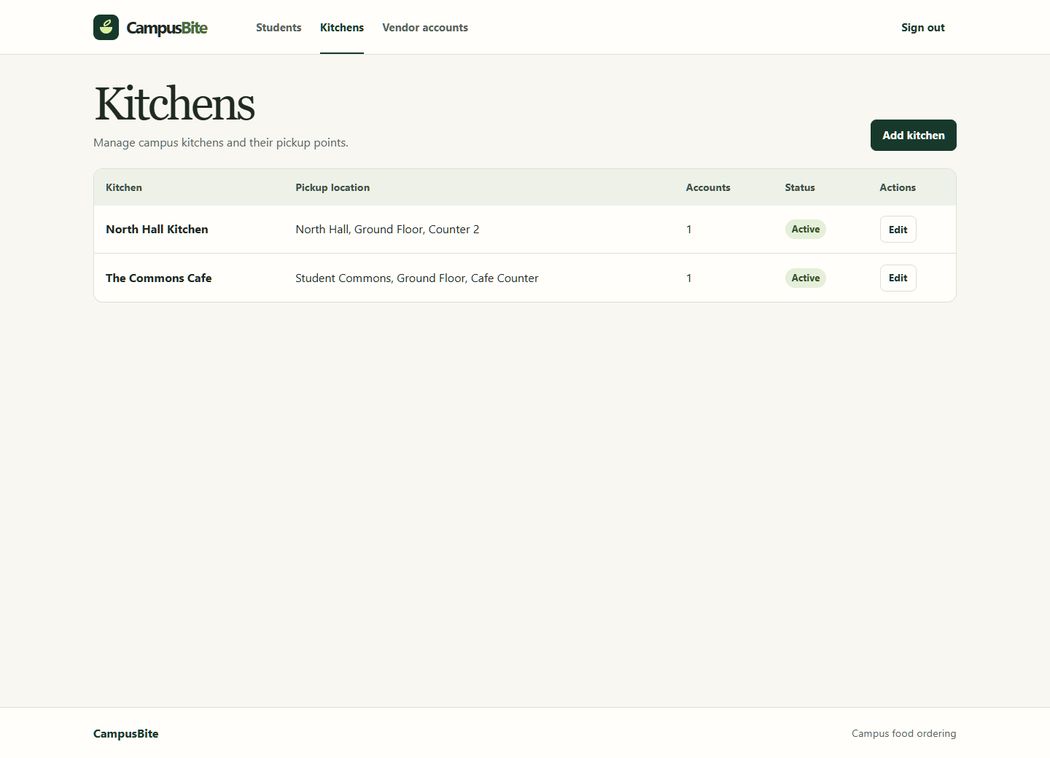 CampusBite Students Kitchens Vendor accounts Sign out
Kitchens
Manage campus kitchens and their pickup points.
Add kitchen
Kitchen Pickup location Accounts Status Actions
North Hall Kitchen North Hall, Ground Floor, Counter 2 1 Active Edit
The Commons Cafe Student Commons, Ground Floor, Cafe Counter 1 Active Edit
CampusBite Campus food ordering